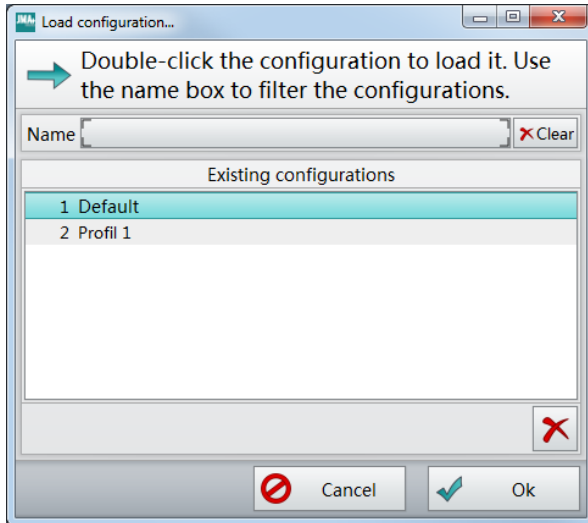 JMA Load configuration...
Double-click the configuration to load it. Use
the name box to filter the configurations.
Name Clear
Existing configurations
1 Default
2 Profil 1
Cancel Ok